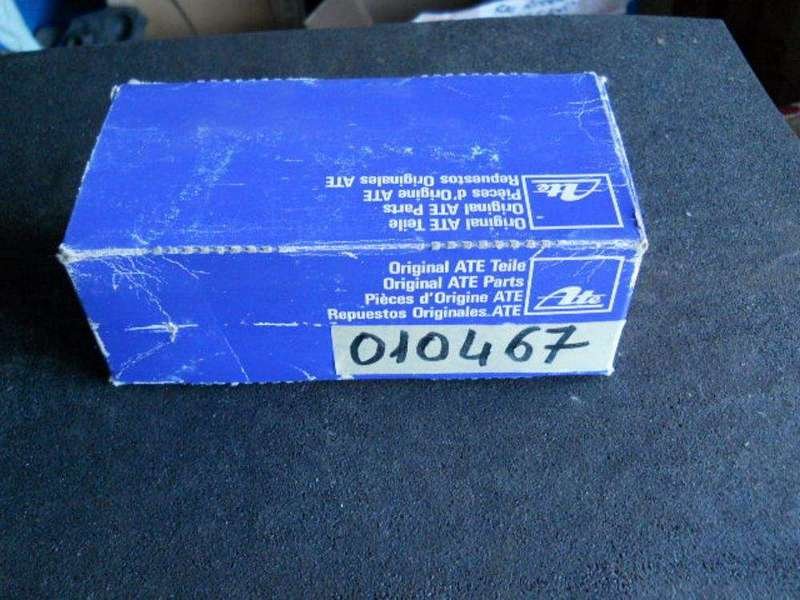 Original ATE Teile
Original ATE Parts
Pièces d'Origine ATE
Repuestos Originales ATE
Ate
Original ATE Teile
Original ATE Parts
Pièces d'Origine ATE
Repuestos Originales ATE
Ate
010467